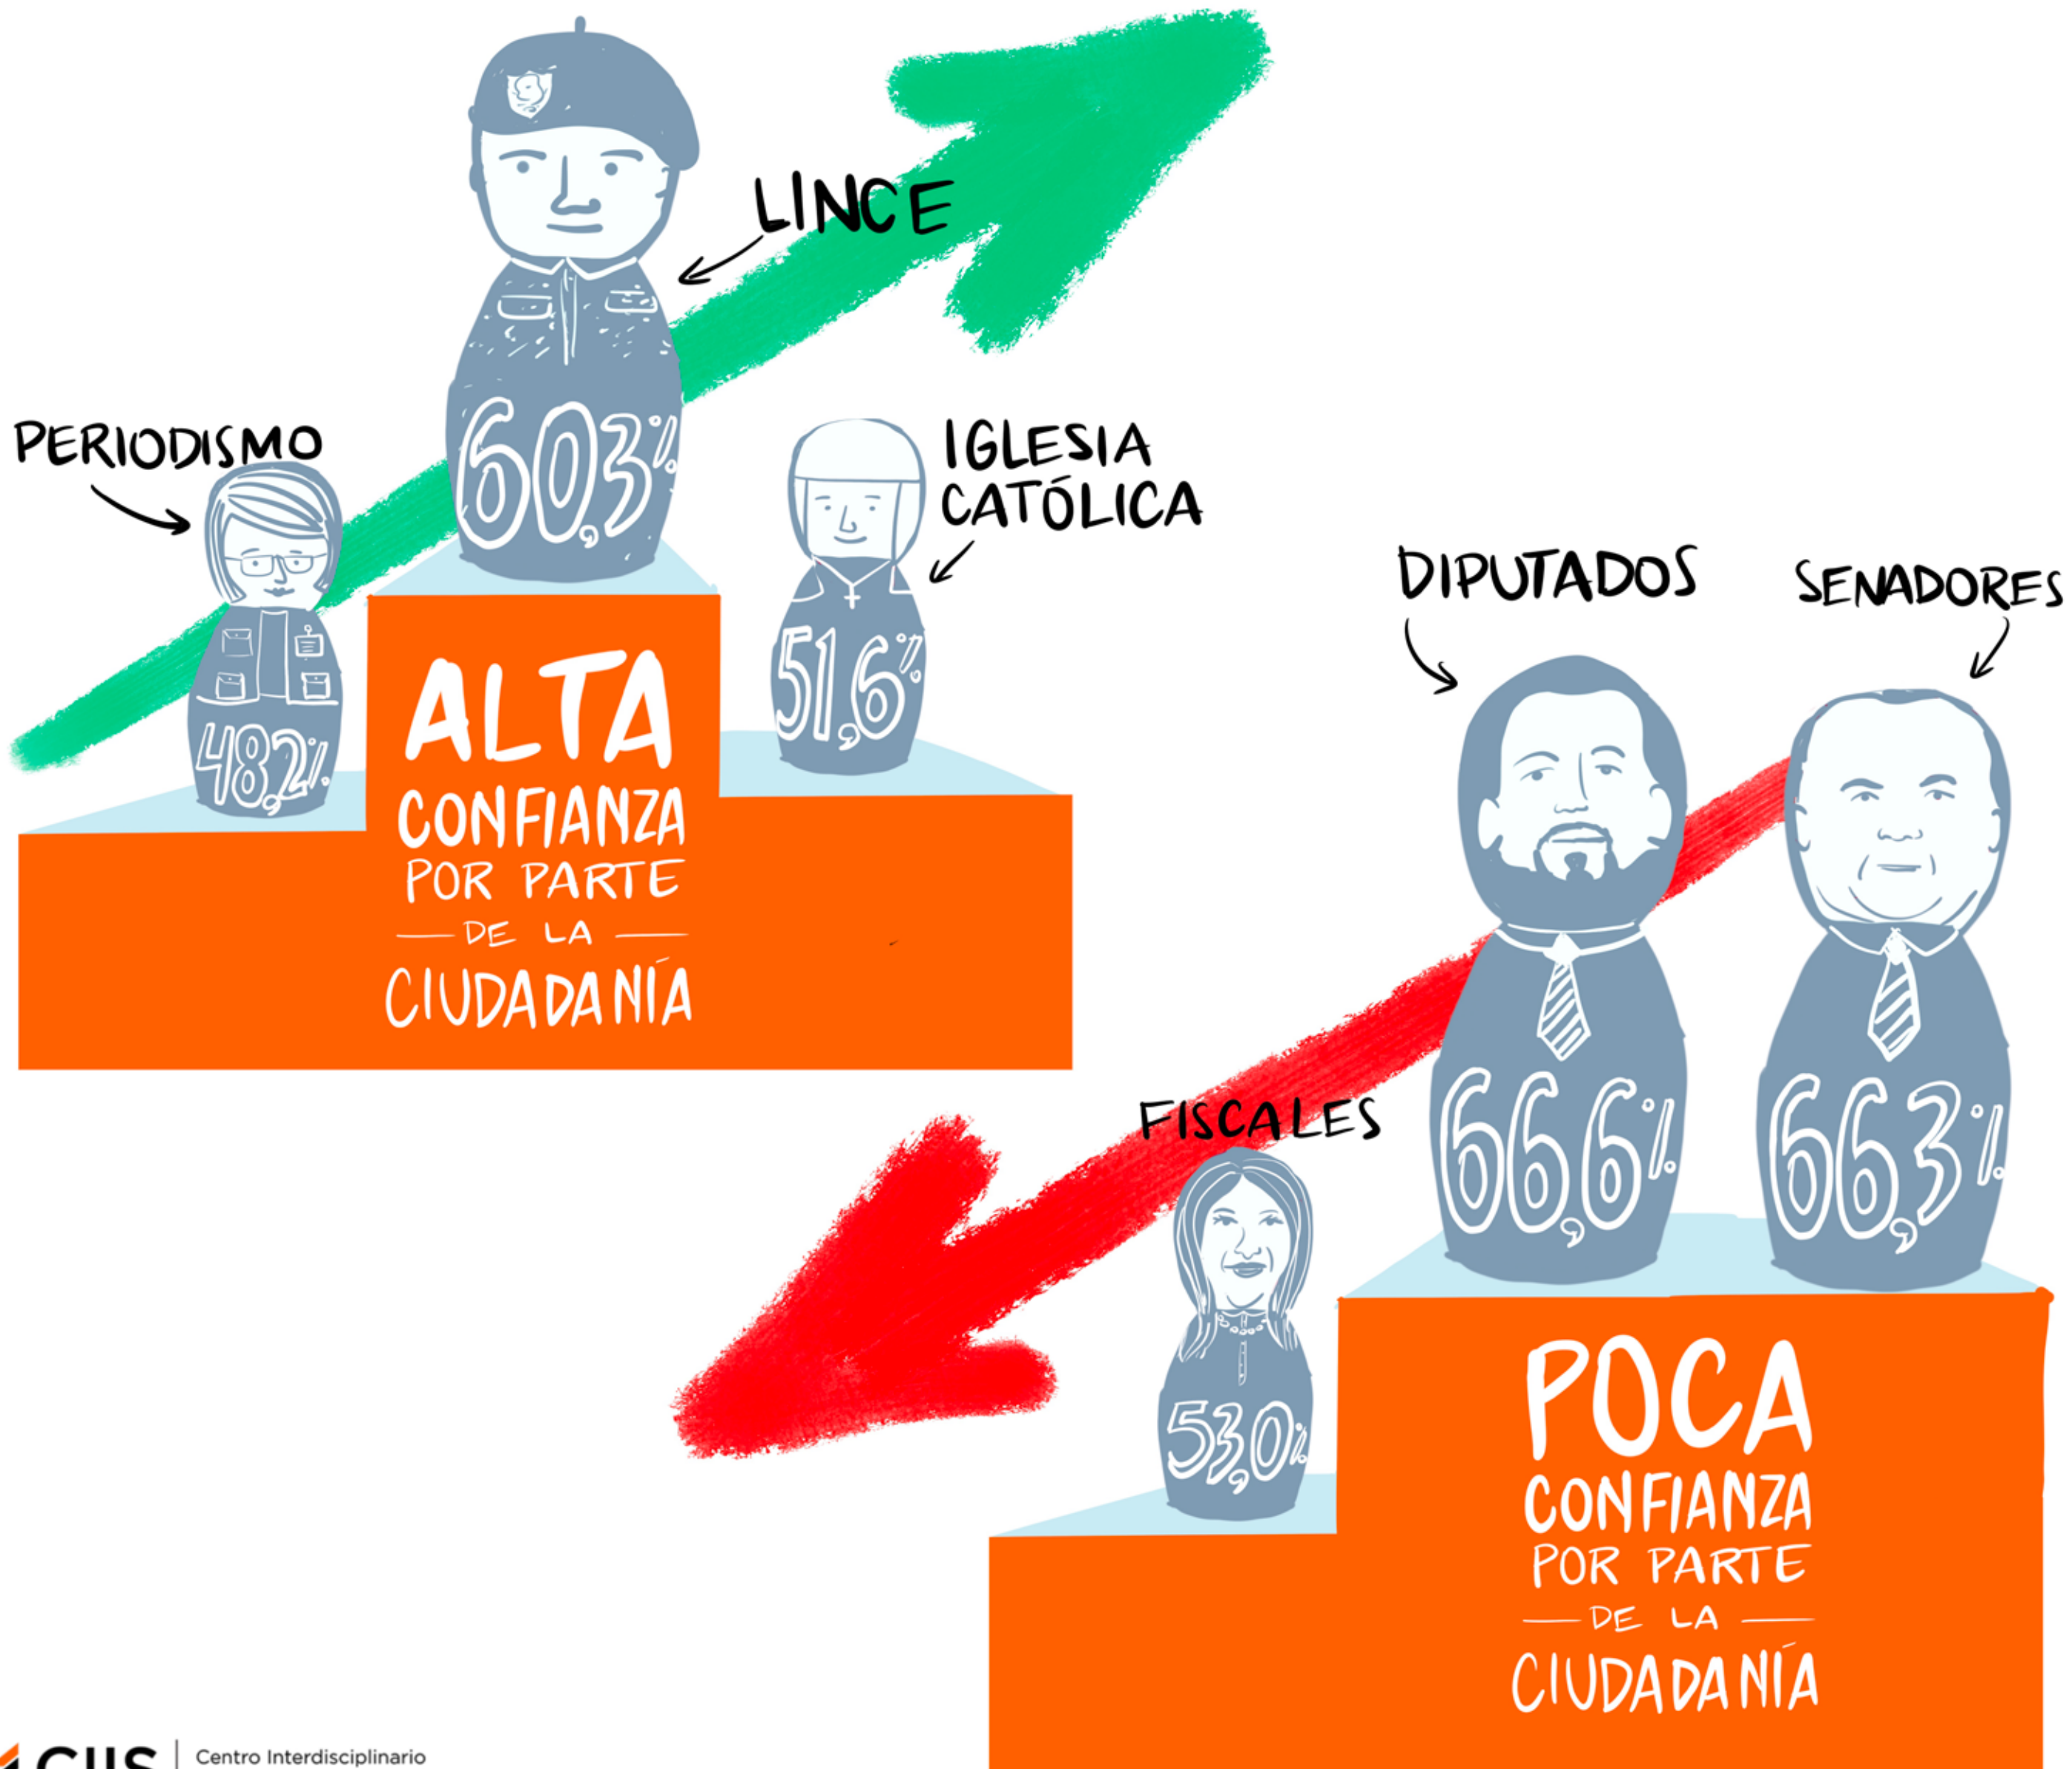 LINCE
PERIODISMO
IGLESIA
CATÓLICA
60,3%
51,6%
48,2%
ALTA
CONFIANZA
POR PARTE
DE LA
CIUDADANÍA
DIPUTADOS
SENADORES
FISCALES
66,6%
66,3%
53,0%
POCA
CONFIANZA
POR PARTE
DE LA
CIUDADANÍA
Centro Interdisciplinario